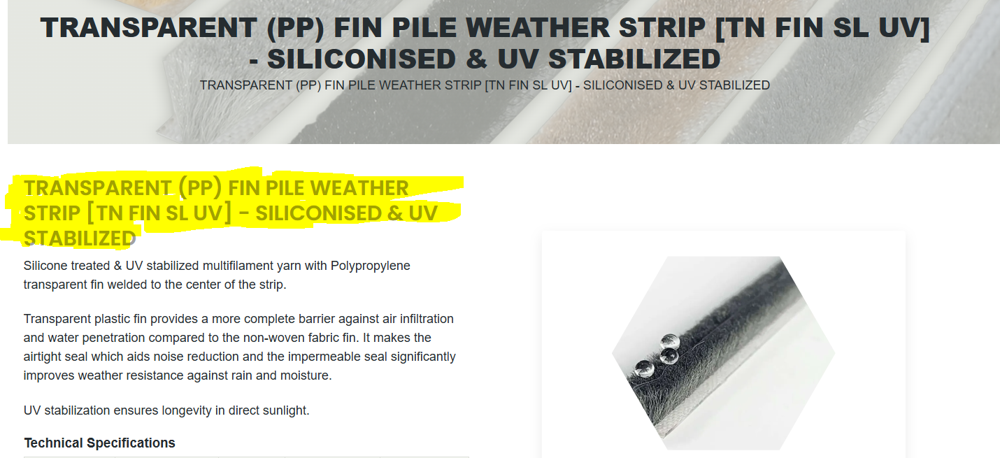 TRANSPARENT (PP) FIN PILE WEATHER STRIP [TN FIN SL UV]
- SILICONISED & UV STABILIZED
TRANSPARENT (PP) FIN PILE WEATHER STRIP [TN FIN SL UV] - SILICONISED & UV STABILIZED
TRANSPARENT (PP) FIN PILE WEATHER
STRIP [TN FIN SL UV] - SILICONISED & UV
STABILIZED
Silicone treated & UV stabilized multifilament yarn with Polypropylene
transparent fin welded to the center of the strip.
Transparent plastic fin provides a more complete barrier against air infiltration
and water penetration compared to the non-woven fabric fin. It makes the
airtight seal which aids noise reduction and the impermeable seal significantly
improves weather resistance against rain and moisture.
UV stabilization ensures longevity in direct sunlight.
Technical Specifications